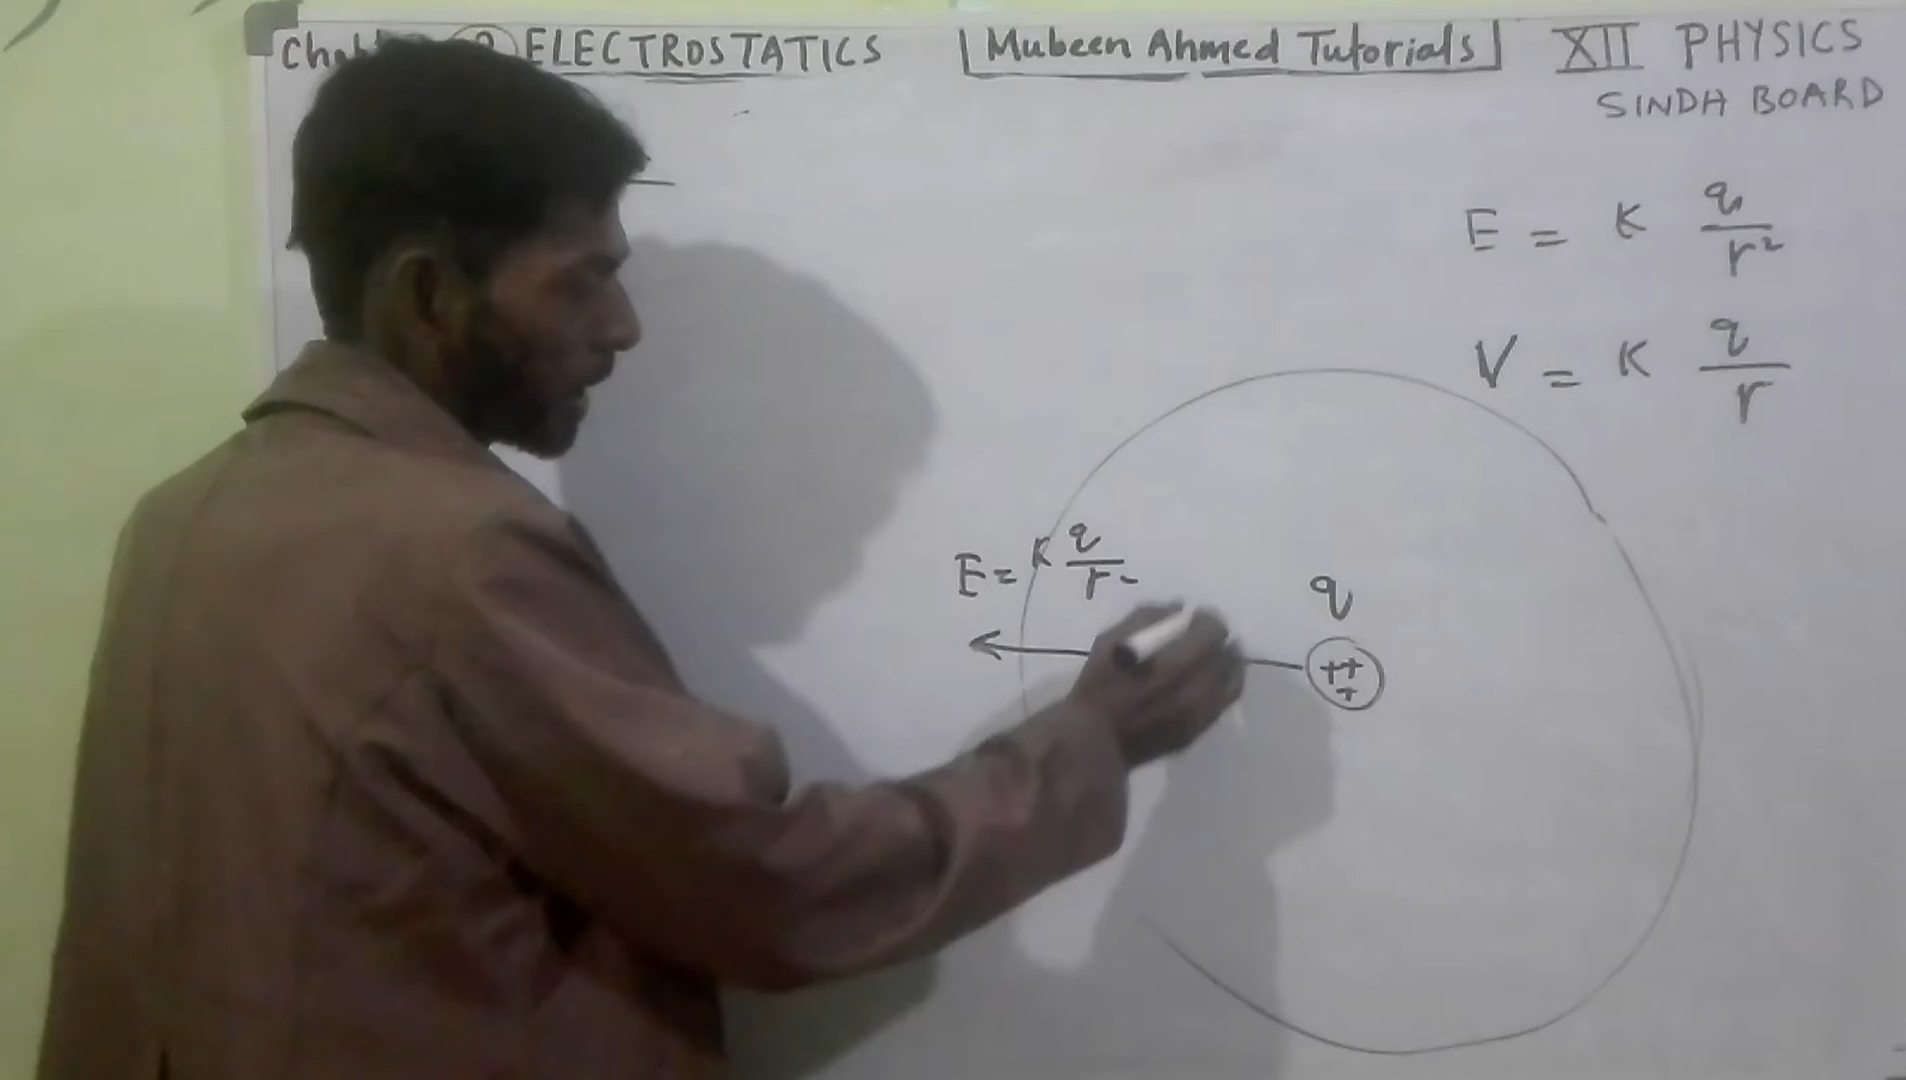 ELECTROSTATICS
Mubeen Ahmed Tutorials
XII PHYSICS
SINDH BOARD
E = K q/r²
V = K q/r
E = K q/r
q
++
+